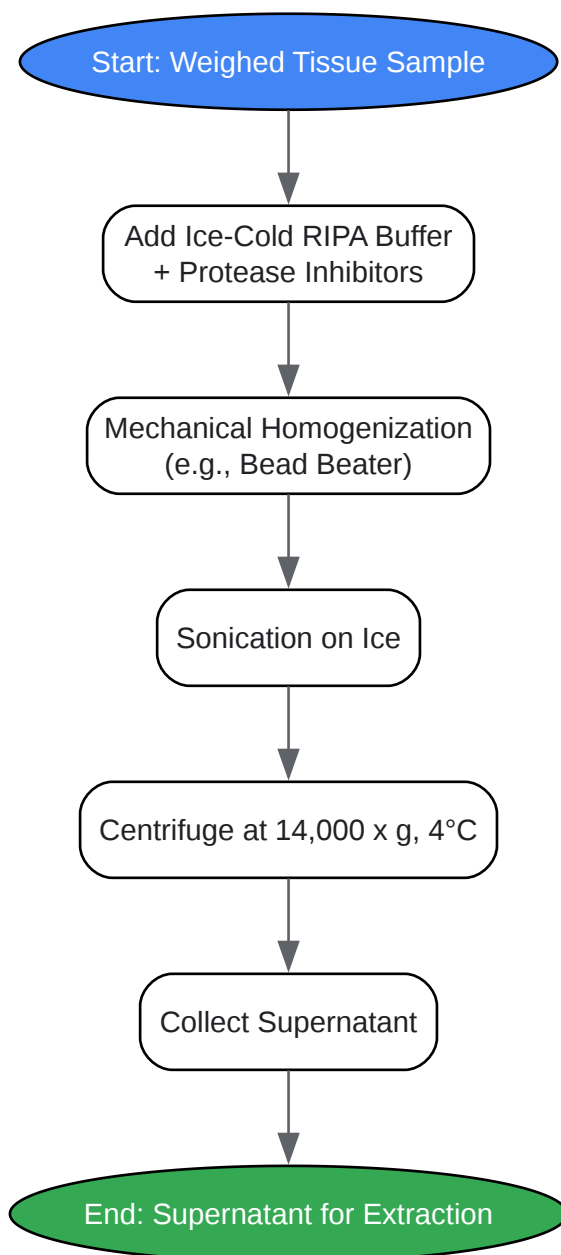 Start: Weighed Tissue Sample
Add Ice-Cold RIPA Buffer
+ Protease Inhibitors
Mechanical Homogenization
(e.g., Bead Beater)
Sonication on Ice
Centrifuge at 14,000 x g, 4°C
Collect Supernatant
End: Supernatant for Extraction